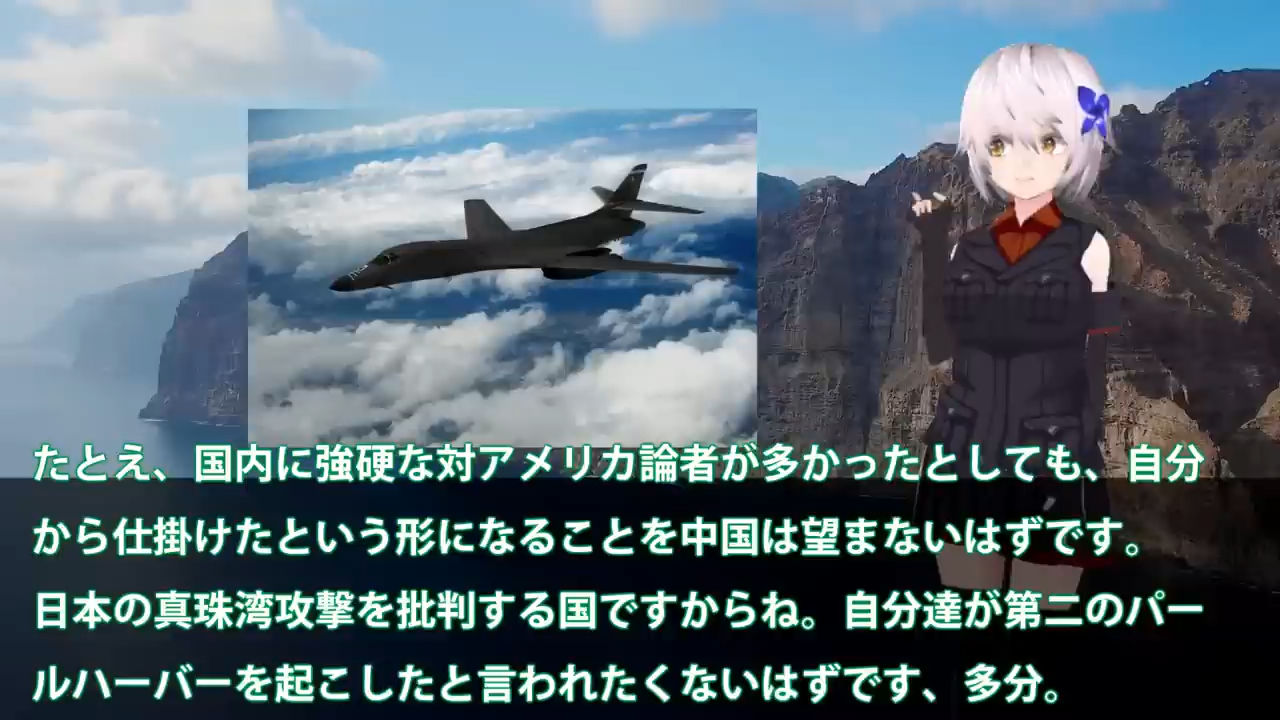 たとえ、国内に強硬な対アメリカ論者が多かったとしても、自分
から仕掛けたという形になることを中国は望まないはずです。
日本の真珠湾攻撃を批判する国ですからね。自分達が第二のパー
ルハーバーを起こしたと言われたくないはずです、多分。